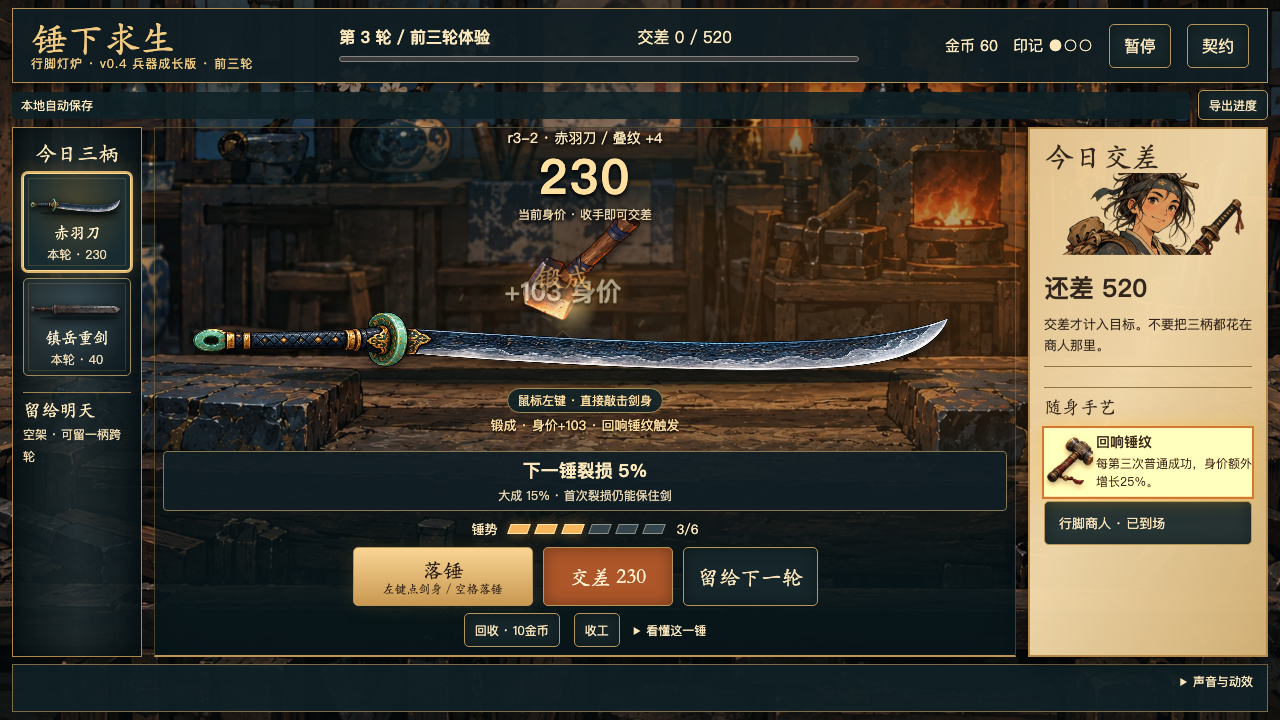 锤下求生
行脚灯炉 · v0.4 兵器成长版 · 前三轮
第 3 轮 / 前三轮体验
交差 0 / 520
金币 60
印记 ●○○
暂停
契约
本地自动保存
导出进度
今日三柄
赤羽刀
本轮 · 230
镇岳重剑
本轮 · 40
留给明天
空架 · 可留一柄跨
轮
r3-2 · 赤羽刀 / 叠纹 +4
230
当前身价 · 收手即可交差
锻成
+103 身价
鼠标左键 · 直接敲击剑身
锻成 · 身价+103 · 回响锤纹触发
下一锤裂损 5%
大成 15% · 首次裂损仍能保住剑
锤势 3/6
落锤
左键点剑身 / 空格落锤
交差 230
留给下一轮
回收 · 10金币
收工
▶ 看懂这一锤
今日交差
还差 520
交差才计入目标。不要把三柄都花在
商人那里。
随身手艺
回响锤纹
每第三次普通成功，身价额外
增长25%。
行脚商人 · 已到场
▶ 声音与动效